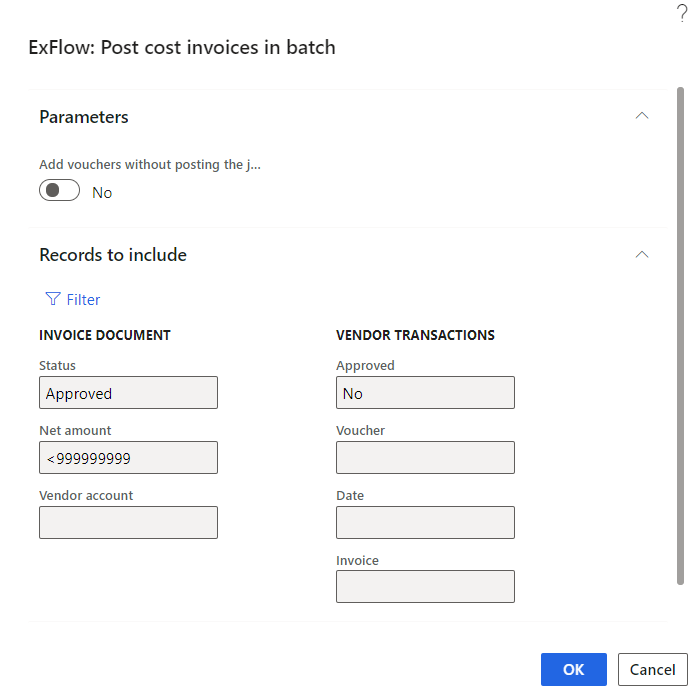 ?
ExFlow: Post cost invoices in batch
Parameters
Add vouchers without posting the j...
No
Records to include
Filter
INVOICE DOCUMENT
Status
Approved
Net amount
<999999999
Vendor account
VENDOR TRANSACTIONS
Approved
No
Voucher
Date
Invoice
OK
Cancel